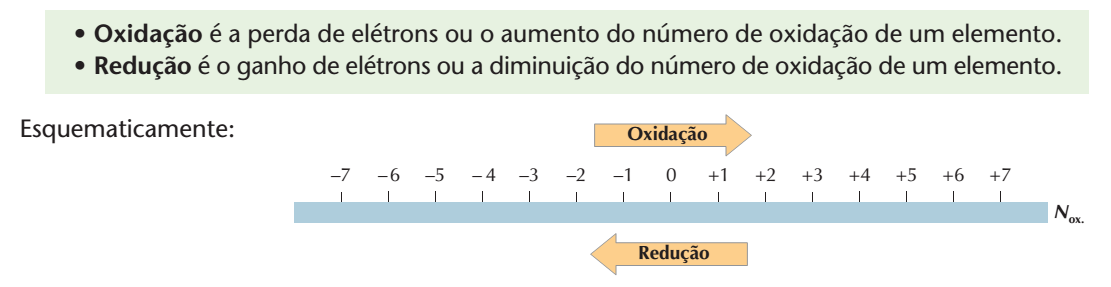 • Oxidação é a perda de elétrons ou o aumento do número de oxidação de um elemento.
• Redução é o ganho de elétrons ou a diminuição do número de oxidação de um elemento.
Esquematicamente:
Oxidação
–7 –6 –5 –4 –3 –2 –1 0 +1 +2 +3 +4 +5 +6 +7
Nox.
Redução